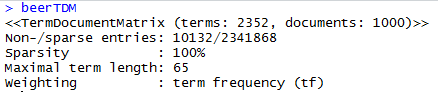 > beerTDM
<<TermDocumentMatrix (terms: 2352, documents: 1000)>>
Non-/sparse entries: 10132/2341868
Sparsity           : 100%
Maximal term length: 65
Weighting          : term frequency (tf)